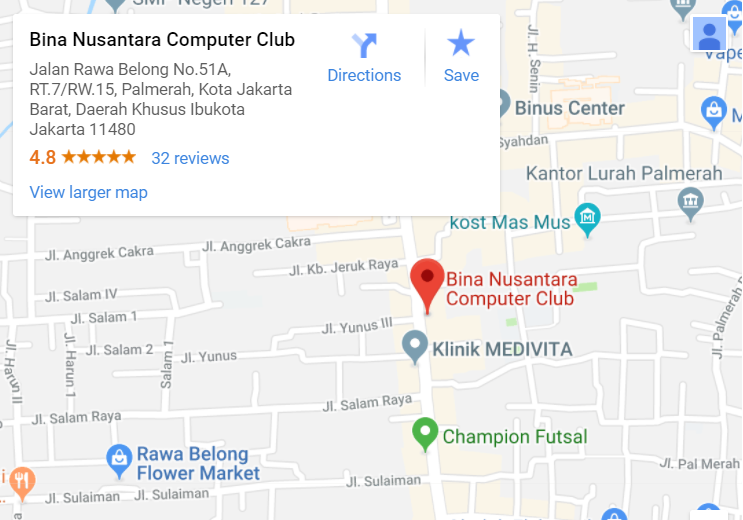 SMP Negeri 127
Bina Nusantara Computer Club
Jalan Rawa Belong No.51A,
RT.7/RW.15, Palmerah, Kota Jakarta
Barat, Daerah Khusus Ibukota
Jakarta 11480
4.8 32 reviews
View larger map
Directions
Save
Jl. H. Senin
Vape
Binus Center
M
Syahdan
Kantor Lurah Palmerah
kost Mas Mus
Jl. Anggrek Cakra
Jl. Anggrek Cakra
Jl. Kb. Jeruk Raya
Bina Nusantara
Computer Club
Jl. Salam IV
Jl. Salam 1
Jl. Yunus III
Jl. Palmerah
Jl. Harun II
Jl. Harun 1
Jl. Salam 2
Salam 1
Jl. Yunus
Klinik MEDIVITA
Jl. Salam Raya
Jl. Salam Raya
Champion Futsal
Rawa Belong
Flower Market
Jl. Pal Merah
i
Jl. Sulaiman
Jl. Sulaiman
Jl. Sulaiman